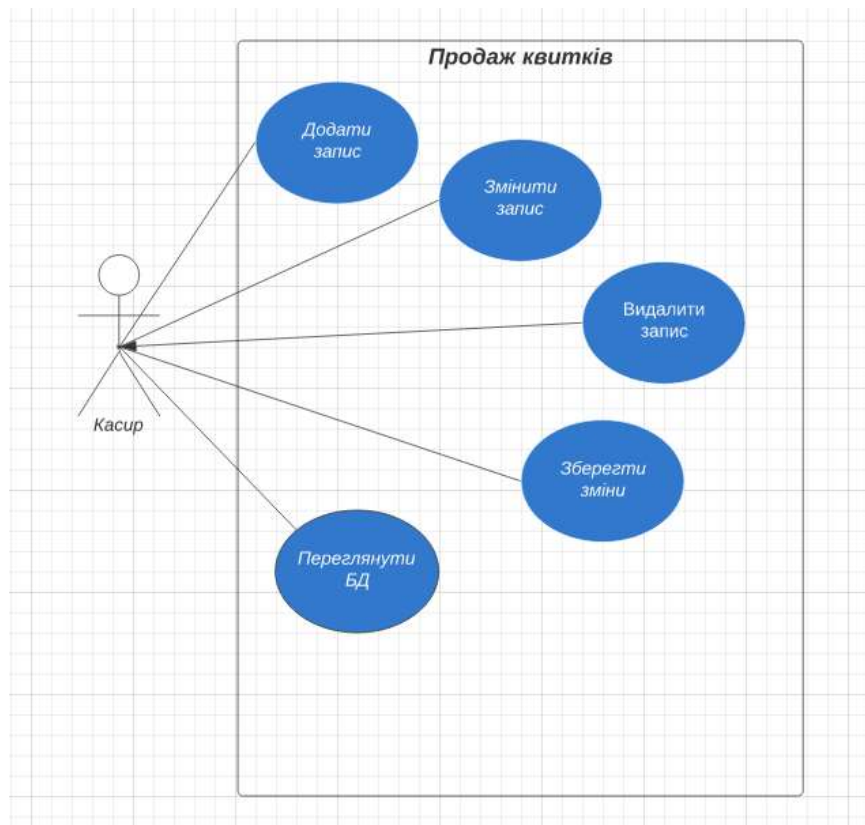 Продаж квитків
Додати
запис
Змінити
запис
Видалити
запис
Касир
Зберегти
зміни
Переглянути
БД